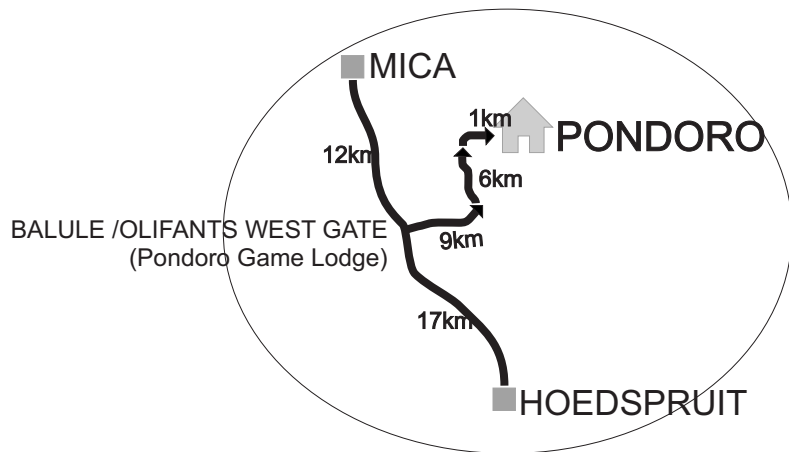 MICA
1km
PONDORO
12km
6km
BALULE /OLIFANTS WEST GATE
9km
(Pondoro Game Lodge)
17km
HOEDSPRUIT